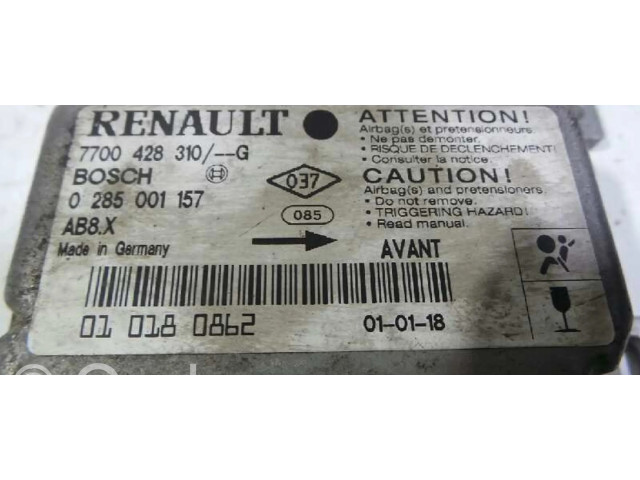 RENAULT
7700 428 310/--G
BOSCH
0 285 001 157
AB8.X
Made in Germany
037
085
AVANT
ATTENTION!
Airbag(s) et pretensionneurs
• Ne pas demonter.
• RISQUE DE DECLENCHEMENT!
• Consulter la notice.
CAUTION!
Airbag(s) and pretensioners
• Do not remove.
• TRIGGERING HAZARD!
• Read manual.
01 018 0862
01-01-18